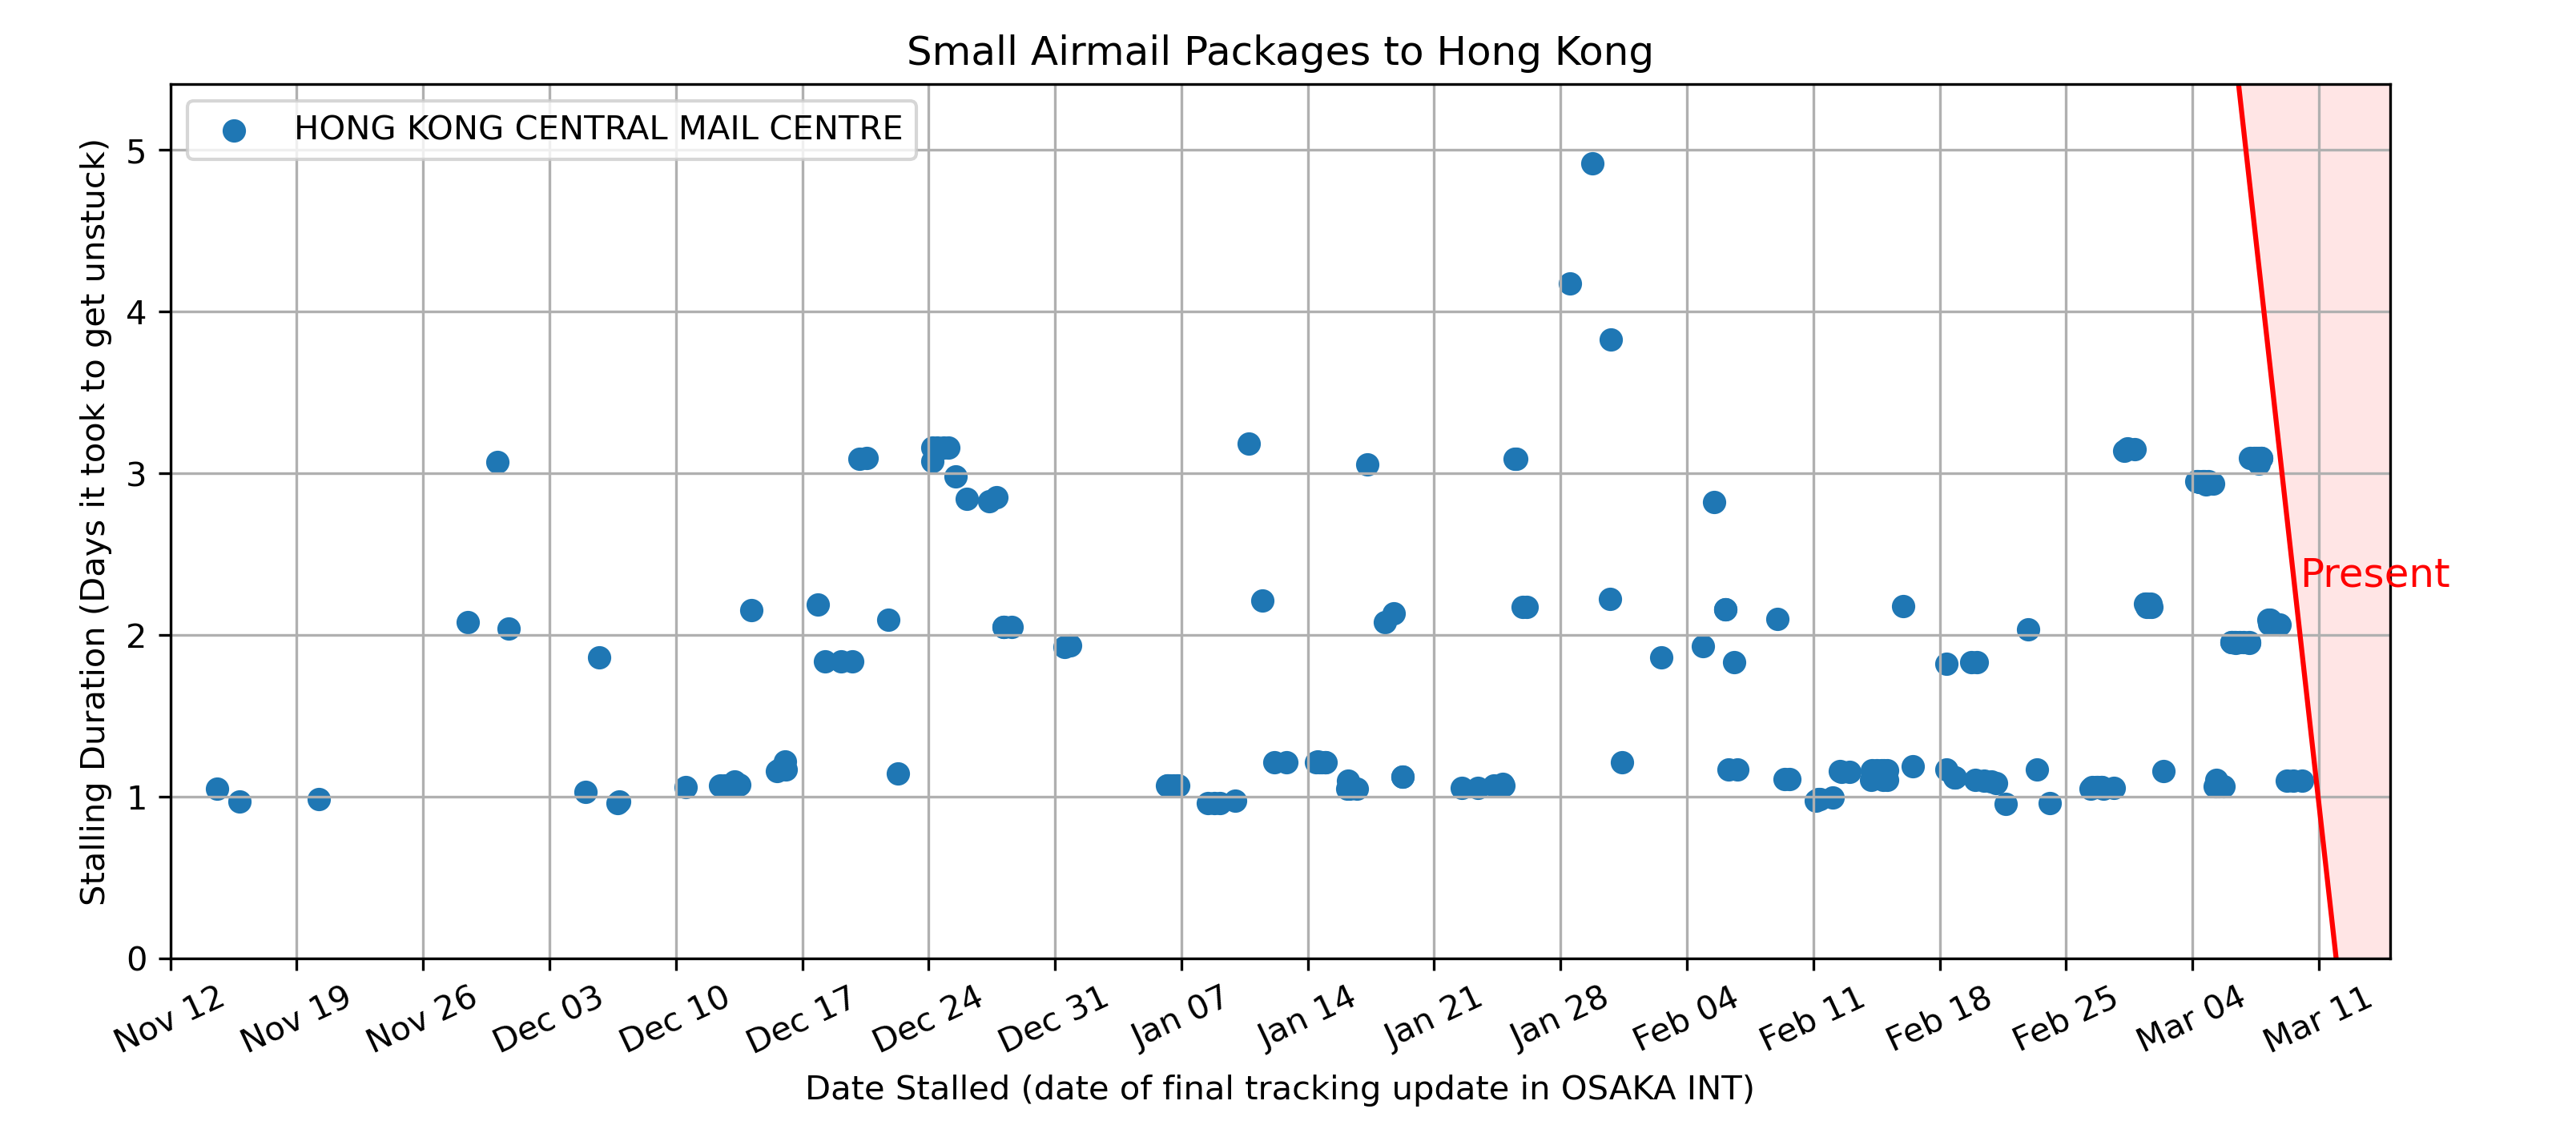 Small Airmail Packages to Hong Kong
HONG KONG CENTRAL MAIL CENTRE
Stalling Duration (Days it took to get unstuck)
5
4
3
2
1
0
Present
Nov 12
Nov 19
Nov 26
Dec 03
Dec 10
Dec 17
Dec 24
Dec 31
Jan 07
Jan 14
Jan 21
Jan 28
Feb 04
Feb 11
Feb 18
Feb 25
Mar 04
Mar 11
Date Stalled (date of final tracking update in OSAKA INT)